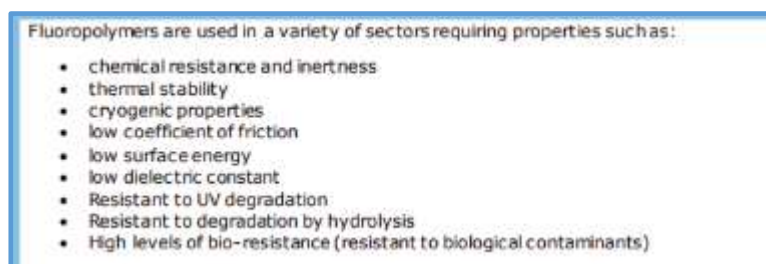 Fluoropolymers are used in a variety of sectors requiring properties such as:
• chemical resistance and inertness
• thermal stability
• cryogenic properties
• low coefficient of friction
• low surface energy
• low dielectric constant
• Resistant to UV degradation
• Resistant to degradation by hydrolysis
• High levels of bio-resistance (resistant to biological contaminants)